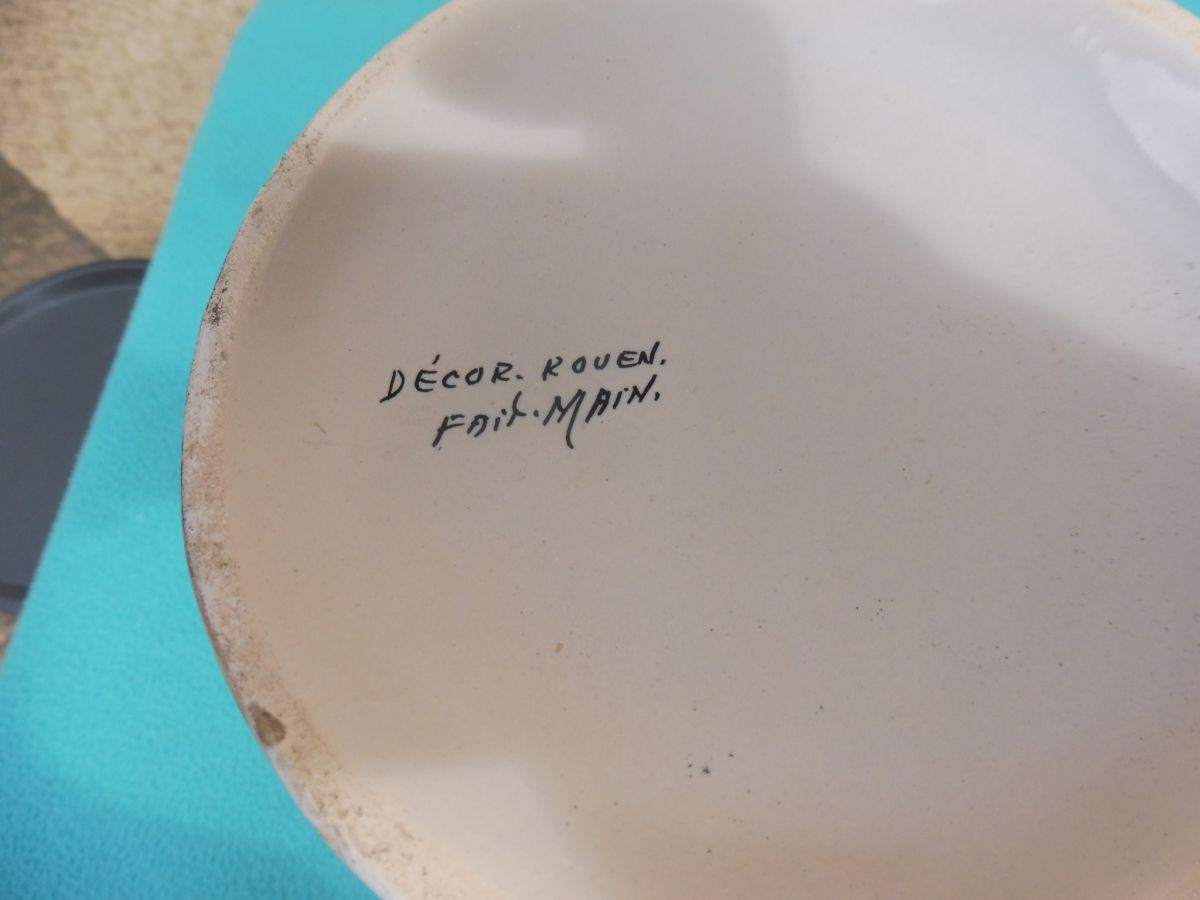 DÉCOR. ROUEN.
FAit. MAiN.